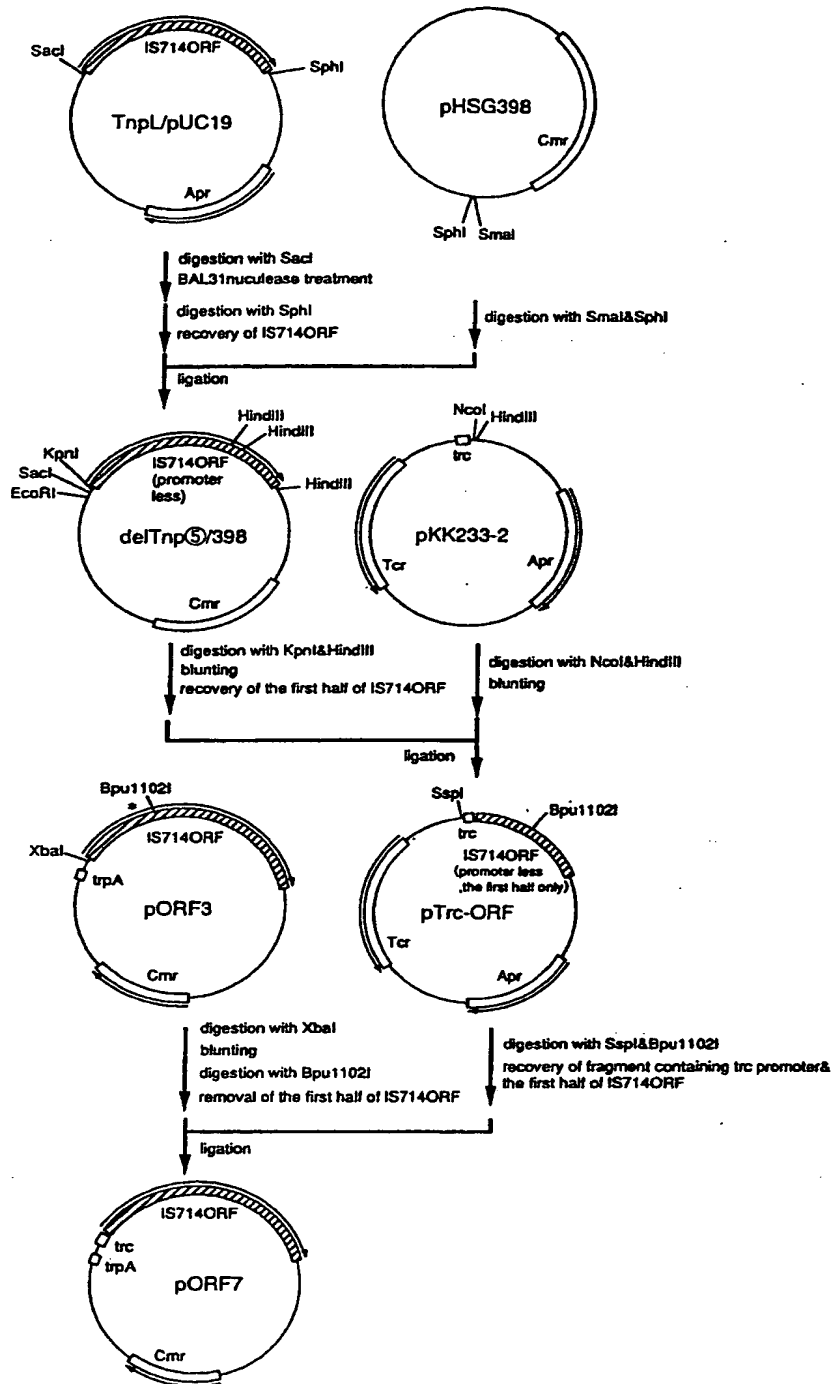 IS714ORF
SacI
SphI
TnpL/pUC19
Apr
pHSG398
Cmr
SphI SmaI
digestion with SacI
BAL31nuculease treatment
digestion with SphI
recovery of IS714ORF
digestion with SmaI&SphI
ligation
HindIII
HindIII
KpnI
SacI
EcoRI
IS714ORF
(promoter
less)
HindIII
delTnp⑤/398
Cmr
NcoI
HindIII
trc
pKK233-2
Tcr
Apr
digestion with KpnI&HindIII
blunting
recovery of the first half of IS714ORF
digestion with NcoI&HindIII
blunting
ligation
Bpu1102I
*
IS714ORF
XbaI
trpA
pORF3
Cmr
SspI
Bpu1102I
trc
IS714ORF
(promoter less
,the first half only)
pTrc-ORF
Tcr
Apr
digestion with XbaI
blunting
digestion with Bpu1102I
removal of the first half of IS714ORF
digestion with SspI&Bpu1102I
recovery of fragment containing trc promoter&
the first half of IS714ORF
ligation
IS714ORF
trc
trpA
pORF7
Cmr